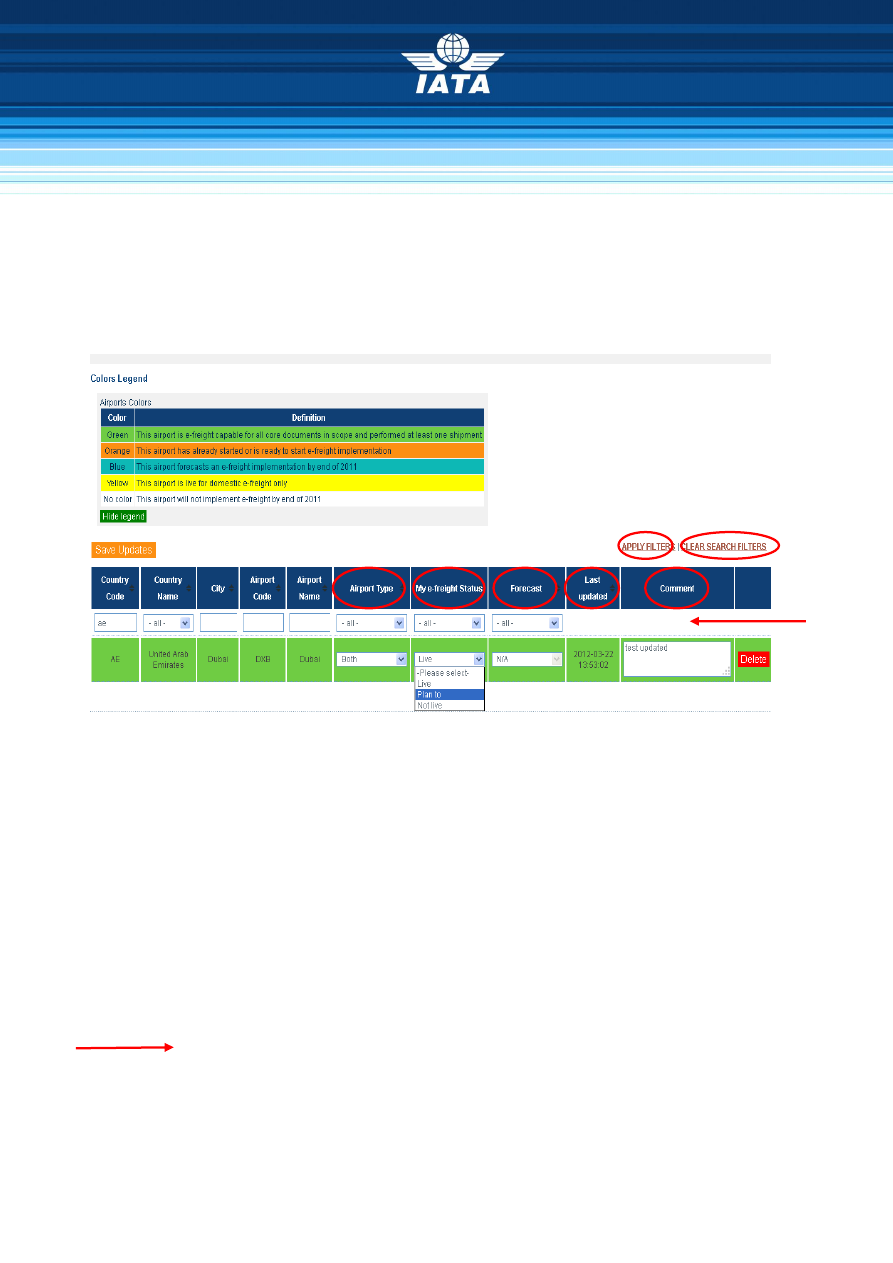 IATA
Colors Legend
Airports Colors
Color Definition
Green This airport is e-freight capable for all core documents in scope and performed at least one shipment
Orange This airport has already started or is ready to start e-freight implementation
Blue This airport forecasts an e-freight implementation by end of 2011
Yellow This airport is live for domestic e-freight only
No color This airport will not implement e-freight by end of 2011
Hide legend
Save Updates APPLY FILTERS | CLEAR SEARCH FILTERS
Country Code Country Name City Airport Code Airport Name Airport Type My e-freight Status Forecast Last updated Comment
ae - all - - all - - all - - all -
AE United Arab Emirates Dubai DXB Dubai Both Live N/A 2012-03-22 13:53:02 test updated Delete
-Please select-
Live
Plan to
Not live